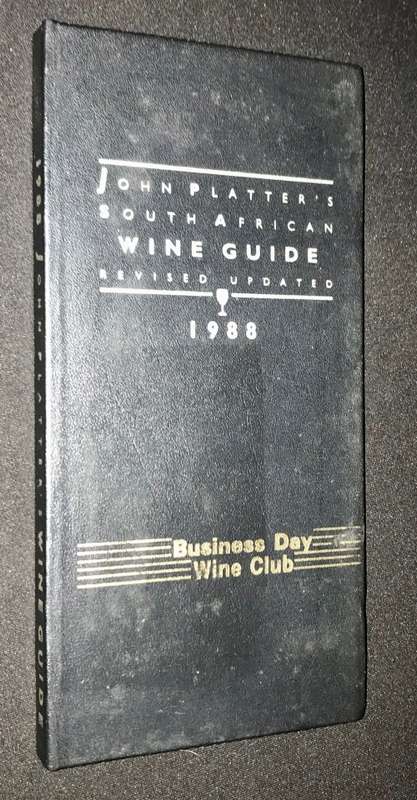 JOHN PLATTER'S
SOUTH AFRICAN
WINE GUIDE
REVISED UPDATED
1988
Business Day
Wine Club
1988 JOHN PLATTER'S WINE GUIDE